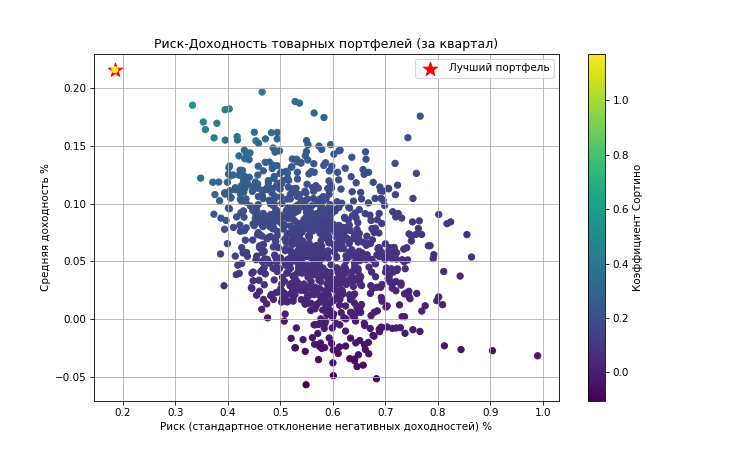 Риск-Доходность товарных портфелей (за квартал)
Лучший портфель
Средняя доходность %
0.20
0.15
0.10
0.05
0.00
−0.05
0.2 0.3 0.4 0.5 0.6 0.7 0.8 0.9 1.0
Риск (стандартное отклонение негативных доходностей) %
1.0
0.8
0.6
0.4
0.2
0.0
Коэффициент Сортино